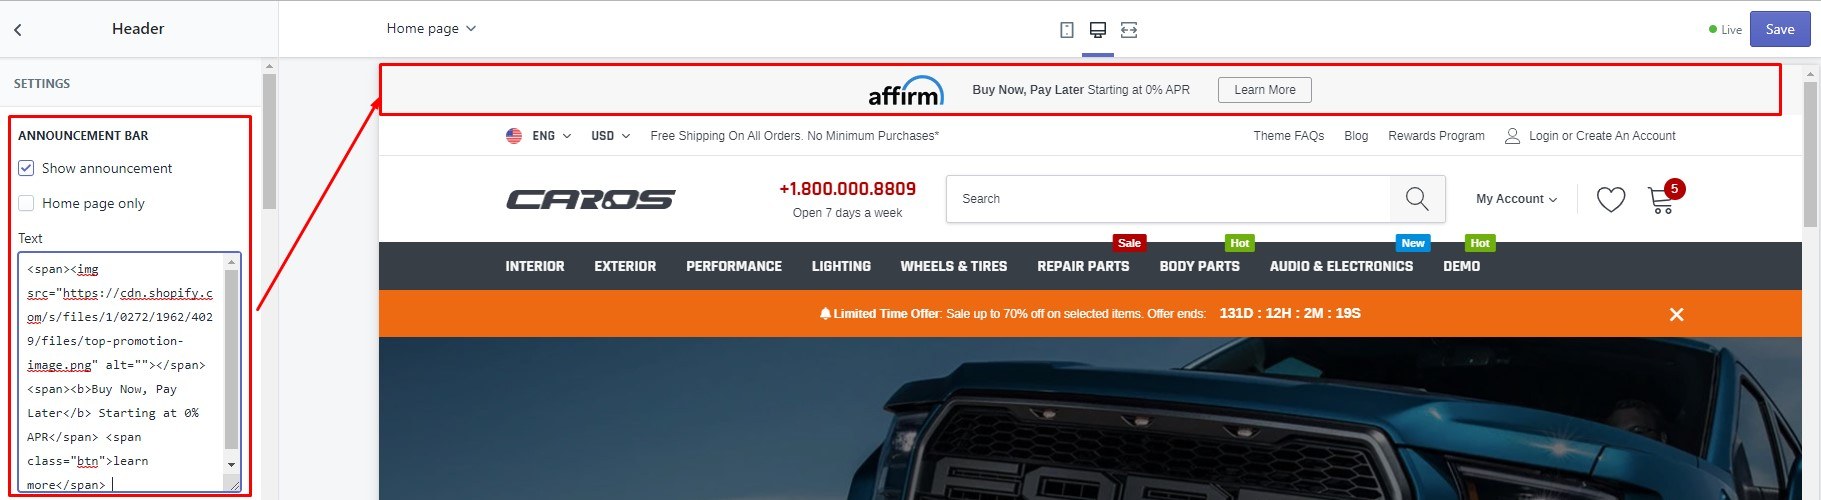 Header
Home page
Live
Save
SETTINGS
ANNOUNCEMENT BAR
Show announcement
Home page only
Text
<span><img
src="https://cdn.shopify.c
om/s/files/1/0272/1962/402
9/files/top-promotion-
image.png" alt=""></span>
<span><b>Buy Now, Pay
Later</b> Starting at 0%
APR</span> <span
class="btn">learn
more</span>
affirm
Buy Now, Pay Later Starting at 0% APR
Learn More
ENG
USD
Free Shipping On All Orders. No Minimum Purchases*
Theme FAQs
Blog
Rewards Program
Login or Create An Account
CAROS
+1.800.000.8809
Open 7 days a week
Search
My Account
5
Sale
Hot
New
Hot
INTERIOR
EXTERIOR
PERFORMANCE
LIGHTING
WHEELS & TIRES
REPAIR PARTS
BODY PARTS
AUDIO & ELECTRONICS
DEMO
Limited Time Offer: Sale up to 70% off on selected items. Offer ends: 131D : 12H : 2M : 19S